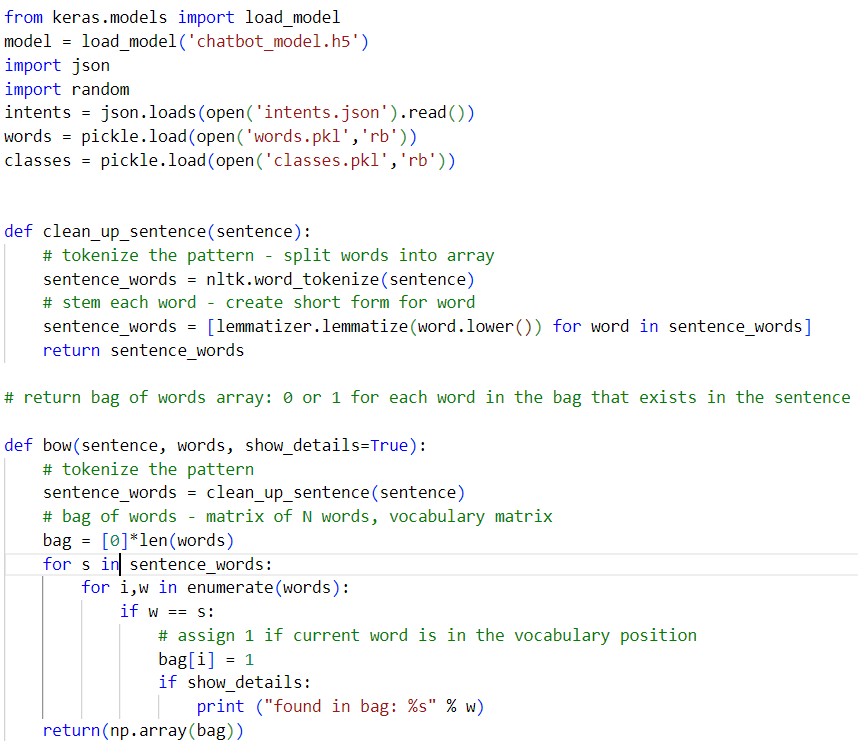 from keras.models import load_model
model = load_model('chatbot_model.h5')
import json
import random
intents = json.loads(open('intents.json').read())
words = pickle.load(open('words.pkl','rb'))
classes = pickle.load(open('classes.pkl','rb'))
def clean_up_sentence(sentence):
    # tokenize the pattern - split words into array
    sentence_words = nltk.word_tokenize(sentence)
    # stem each word - create short form for word
    sentence_words = [lemmatizer.lemmatize(word.lower()) for word in sentence_words]
    return sentence_words
# return bag of words array: 0 or 1 for each word in the bag that exists in the sentence
def bow(sentence, words, show_details=True):
    # tokenize the pattern
    sentence_words = clean_up_sentence(sentence)
    # bag of words - matrix of N words, vocabulary matrix
    bag = [0]*len(words)
    for s in sentence_words:
        for i,w in enumerate(words):
            if w == s:
                # assign 1 if current word is in the vocabulary position
                bag[i] = 1
                if show_details:
                    print ("found in bag: %s" % w)
    return(np.array(bag))